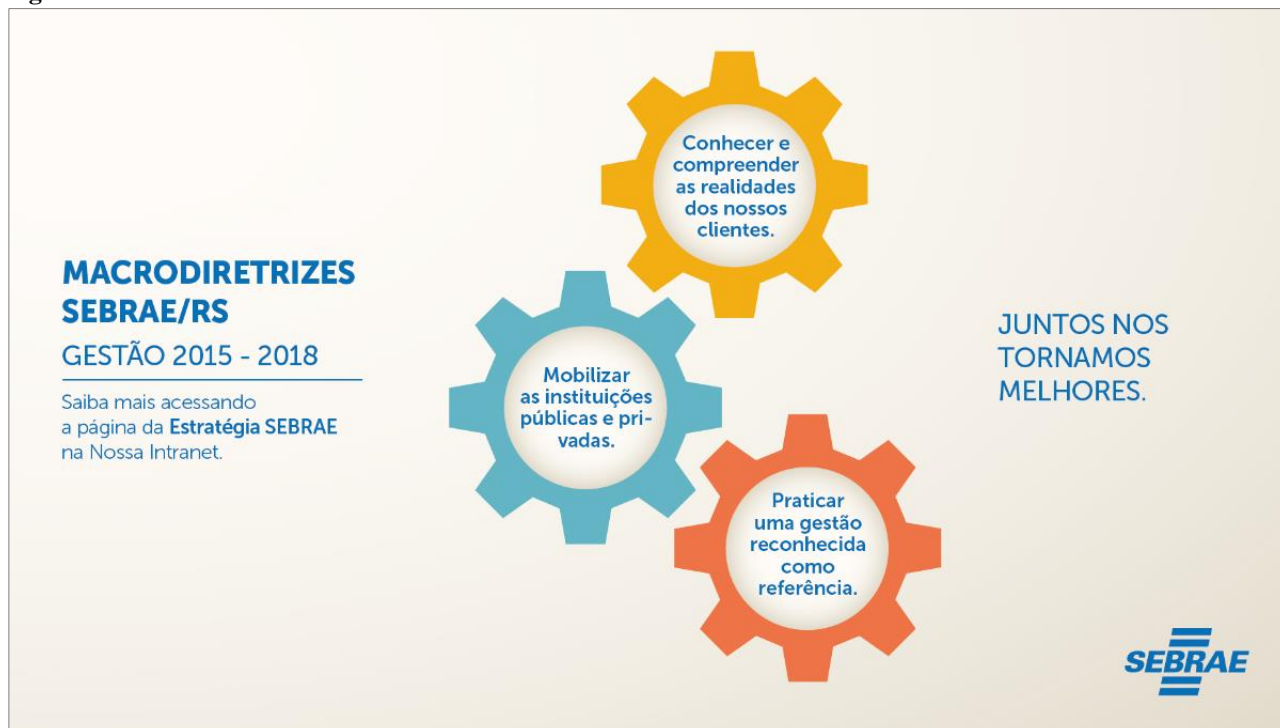 MACRODIRETRIZES
SEBRAE/RS
GESTÃO 2015 - 2018
Saiba mais acessando
a página da Estratégia SEBRAE
na Nossa Intranet.
Conhecer e
compreender
as realidades
dos nossos
clientes.
Mobilizar
as instituições
públicas e pri-
vadas.
Praticar
uma gestão
reconhecida
como
referência.
JUNTOS NOS
TORNAMOS
MELHORES.
SEBRAE